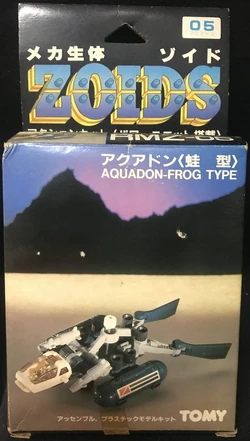 05
メカ生体 ゾイド
ZOIDS
RMZ-05
アクアドン〈蛙 型〉
AQUADON-FROG TYPE
アッセンブル、プラスチックモデルキット
TOMY